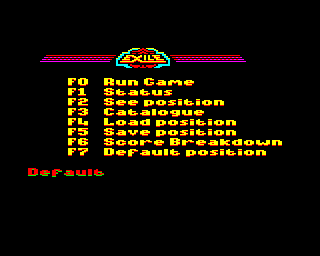 EXILE
F0 Run Game
F1 Status
F2 See position
F3 Catalogue
F4 Load position
F5 Save position
F6 Score Breakdown
F7 Default position
Default